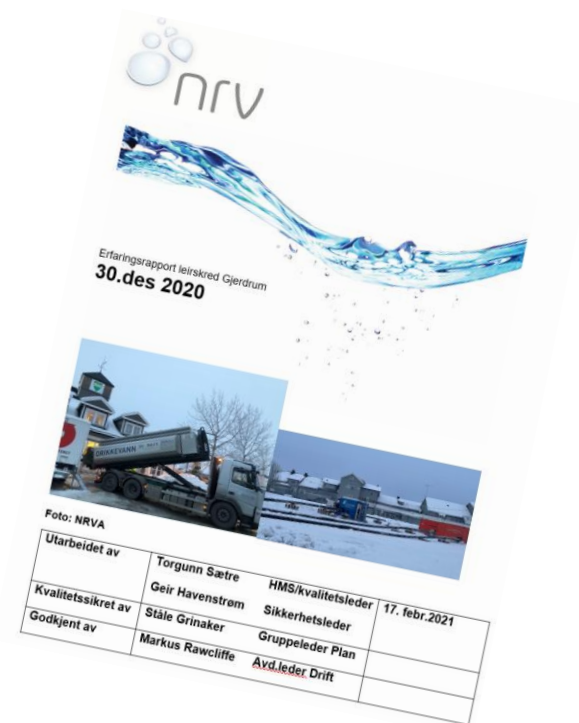 nrv
Erfaringsrapport leirskred Gjerdrum
30.des 2020
DRIKKEVANN
Foto: NRVA
Utarbeidet av
Torgunn Sætre HMS/kvalitetsleder 17. febr.2021
Geir Havenstrøm Sikkerhetsleder
Kvalitetssikret av Ståle Grinaker Gruppeleder Plan
Godkjent av Markus Rawcliffe Avd.leder Drift